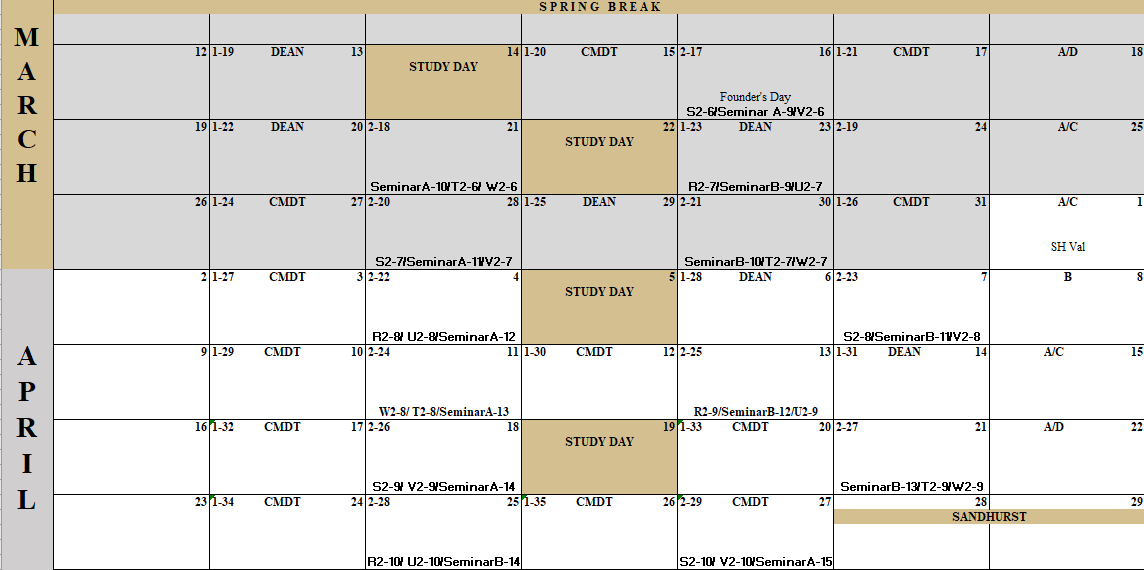 SPRING BREAK
MARCH
12 1-19 DEAN 13 14 1-20 CMDT 15 2-17 16 1-21 CMDT 17 A/D 18
STUDY DAY
Founder's Day
S2-6/Seminar A-9/V2-6
19 1-22 DEAN 20 2-18 21 22 1-23 DEAN 23 2-19 24 A/C 25
STUDY DAY
SeminarA-10/T2-6/ W2-6 R2-7/SeminarB-9/U2-7
26 1-24 CMDT 27 2-20 28 1-25 DEAN 29 2-21 30 1-26 CMDT 31 A/C 1
SH Val
S2-7/SeminarA-11/V2-7 SeminarB-10/T2-7/W2-7
APRIL
2 1-27 CMDT 3 2-22 4 5 1-28 DEAN 6 2-23 7 B 8
STUDY DAY
R2-8/ U2-8/SeminarA-12 S2-8/SeminarB-11/V2-8
9 1-29 CMDT 10 2-24 11 1-30 CMDT 12 2-25 13 1-31 DEAN 14 A/C 15
W2-8/ T2-8/SeminarA-13 R2-9/SeminarB-12/U2-9
16 1-32 CMDT 17 2-26 18 19 1-33 CMDT 20 2-27 21 A/D 22
STUDY DAY
S2-9/ V2-9/SeminarA-14 SeminarB-13/T2-9/W2-9
23 1-34 CMDT 24 2-28 25 1-35 CMDT 26 2-29 CMDT 27 28 29
SANDHURST
R2-10/ U2-10/SeminarB-14 S2-10/ V2-10/SeminarA-15